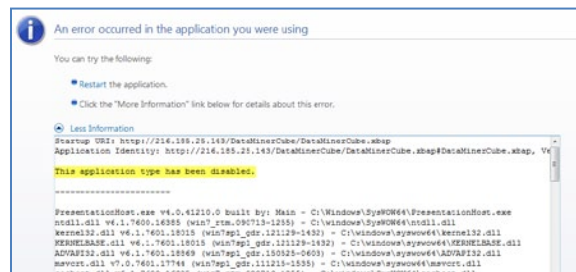 An error occurred in the application you were using
You can try the following:
Restart the application.
Click the "More Information" link below for details about this error.
Less Information
Startup URI: http://216.185.25.143/DataMinerCube/DataMinerCube.xbap
Application Identity: http://216.185.25.143/DataMinerCube/DataMinerCube.xbap#DataMinerCube.xbap, Ve
This application type has been disabled.
=======================
PresentationHost.exe v4.0.41210.0 built by: Main - C:\Windows\SysWOW64\PresentationHost.exe
ntdll.dll v6.1.7600.16385 (win7_rtm.090713-1255) - C:\Windows\SysWOW64\ntdll.dll
kernel32.dll v6.1.7601.18015 (win7sp1_gdr.121129-1432) - C:\windows\syswow64\kernel32.dll
KERNELBASE.dll v6.1.7601.18015 (win7sp1_gdr.121129-1432) - C:\windows\syswow64\KERNELBASE.dll
ADVAPI32.dll v6.1.7601.18869 (win7sp1_gdr.150525-0603) - C:\windows\syswow64\ADVAPI32.dll
msvcrt.dll v7.0.7601.17744 (win7sp1_gdr.111215-1535) - C:\windows\syswow64\msvcrt.dll